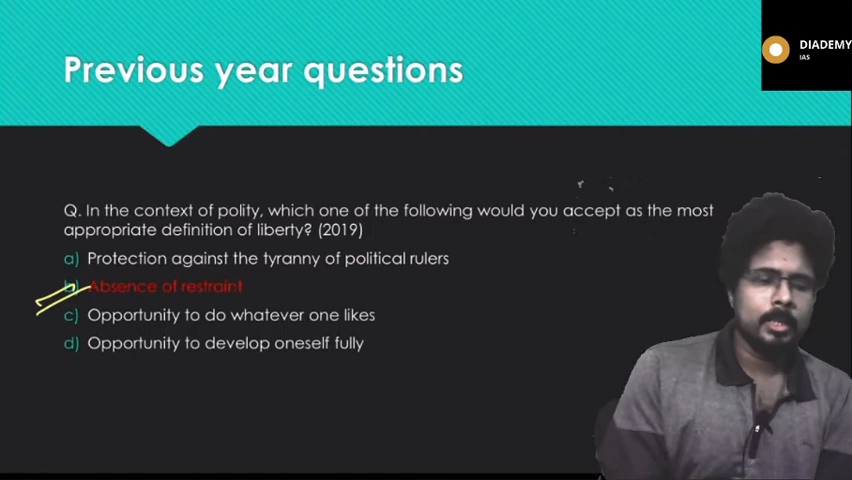 DIADEMY
IAS
Previous year questions
Q. In the context of polity, which one of the following would you accept as the most
appropriate definition of liberty? (2019)
a) Protection against the tyranny of political rulers
b) Absence of restraint
c) Opportunity to do whatever one likes
d) Opportunity to develop oneself fully